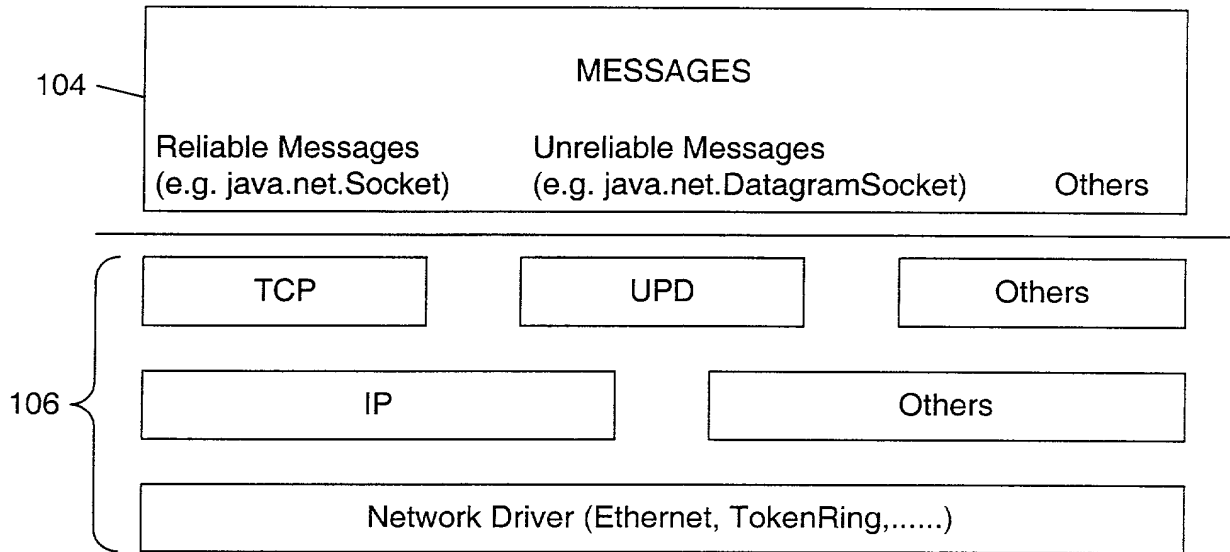 MESSAGES
104
Reliable Messages
(e.g. java.net.Socket)
Unreliable Messages
(e.g. java.net.DatagramSocket)
Others
TCP
UPD
Others
106
IP
Others
Network Driver (Ethernet, TokenRing,......)